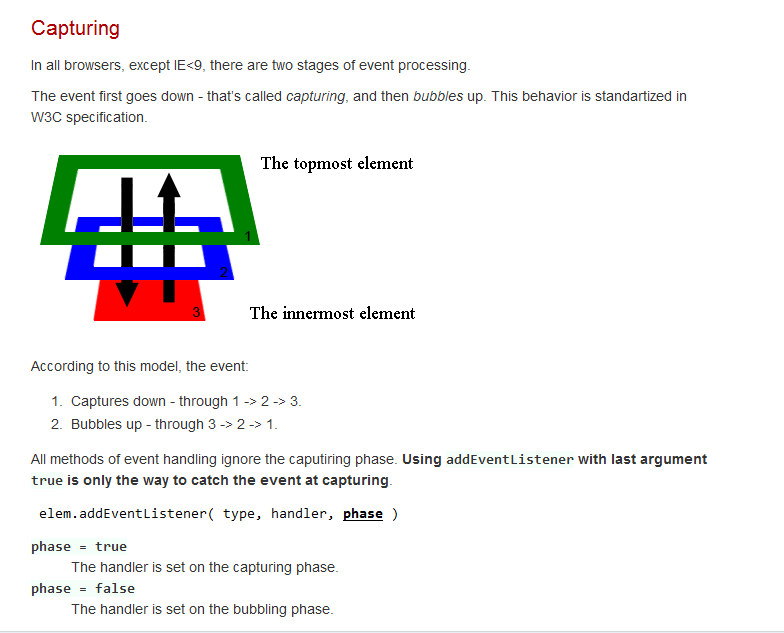 Capturing
In all browsers, except IE<9, there are two stages of event processing.
The event first goes down - that's called capturing, and then bubbles up. This behavior is standartized in
W3C specification.
The topmost element
1
2
3
The innermost element
According to this model, the event:
1. Captures down - through 1 -> 2 -> 3.
2. Bubbles up - through 3 -> 2 -> 1.
All methods of event handling ignore the caputiring phase. Using addEventListener with last argument
true is only the way to catch the event at capturing.
elem.addEventListener( type, handler, phase )
phase = true
The handler is set on the capturing phase.
phase = false
The handler is set on the bubbling phase.